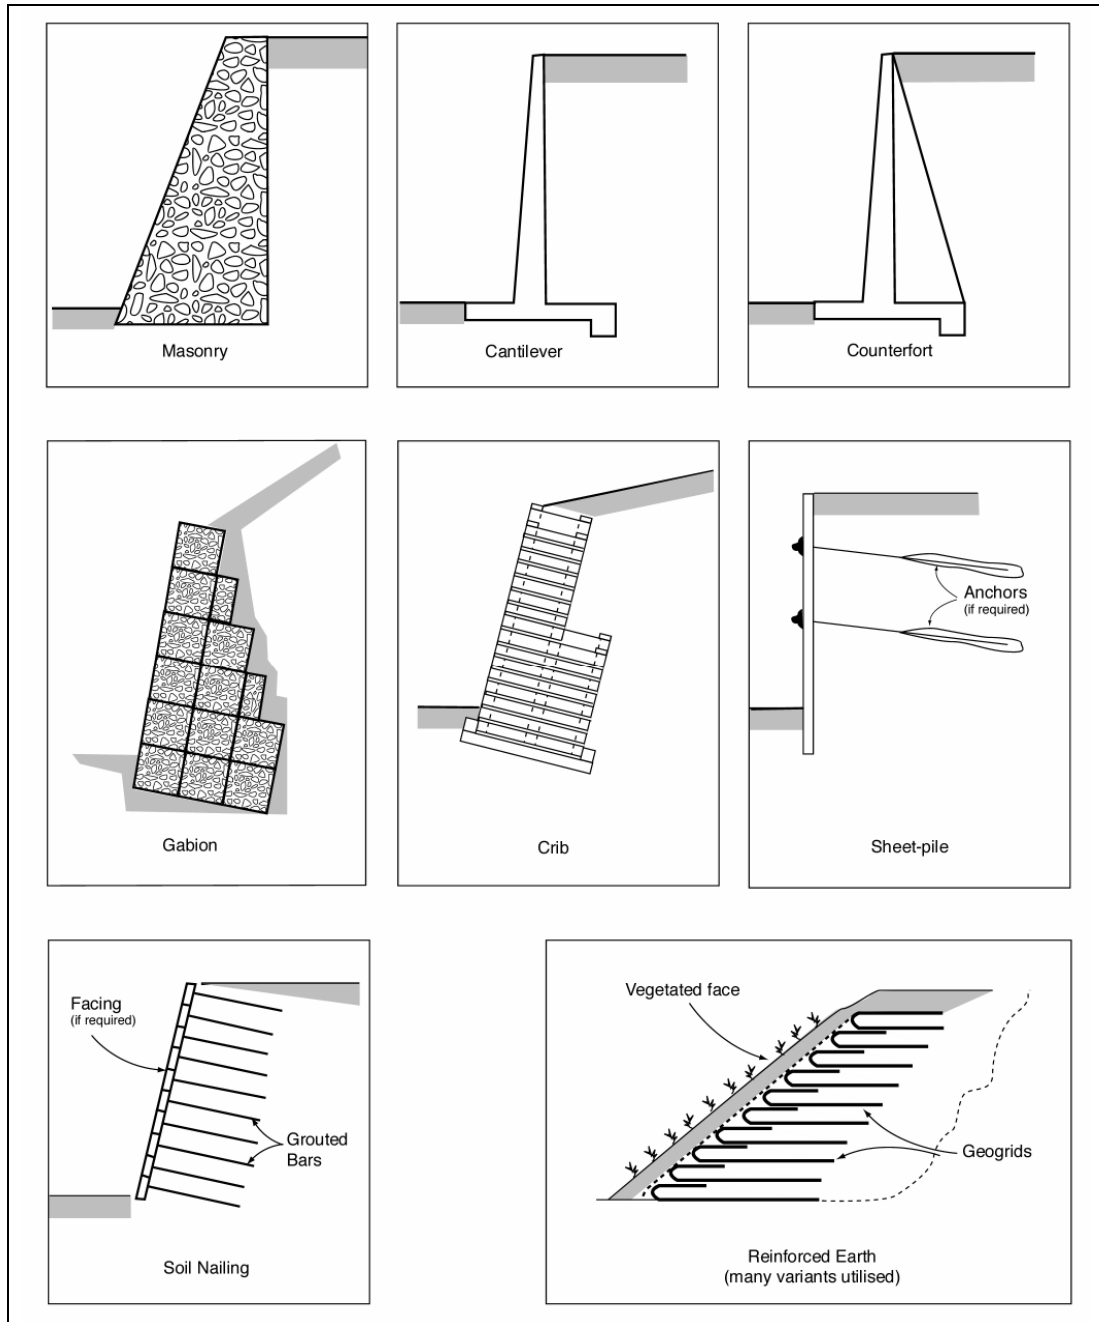 Masonry
Cantilever
Counterfort
Gabion
Crib
Anchors
(if required)
Sheet-pile
Facing
(if required)
Grouted
Bars
Soil Nailing
Vegetated face
Geogrids
Reinforced Earth
(many variants utilised)